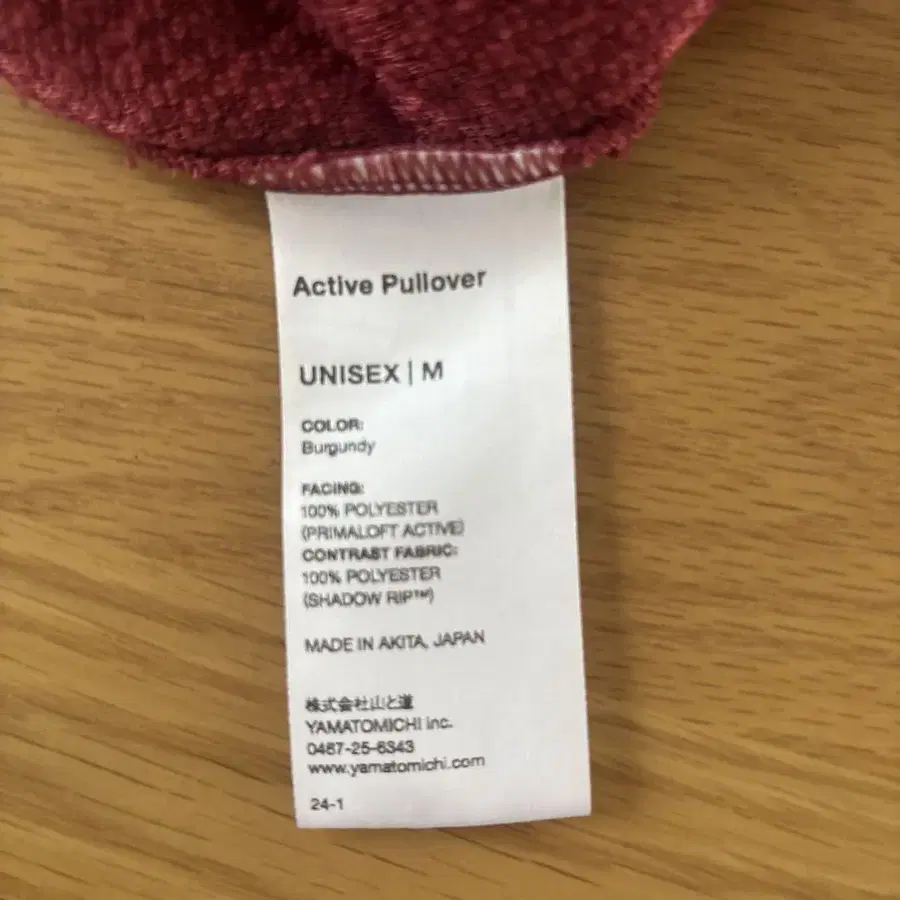 Active Pullover
UNISEX | M
COLOR:
Burgundy
FACING:
100% POLYESTER
(PRIMALOFT ACTIVE)
CONTRAST FABRIC:
100% POLYESTER
(SHADOW RIP™)
MADE IN AKITA, JAPAN
株式会社山と道
YAMATOMICHI inc.
0467-25-6343
www.yamatomichi.com
24-1